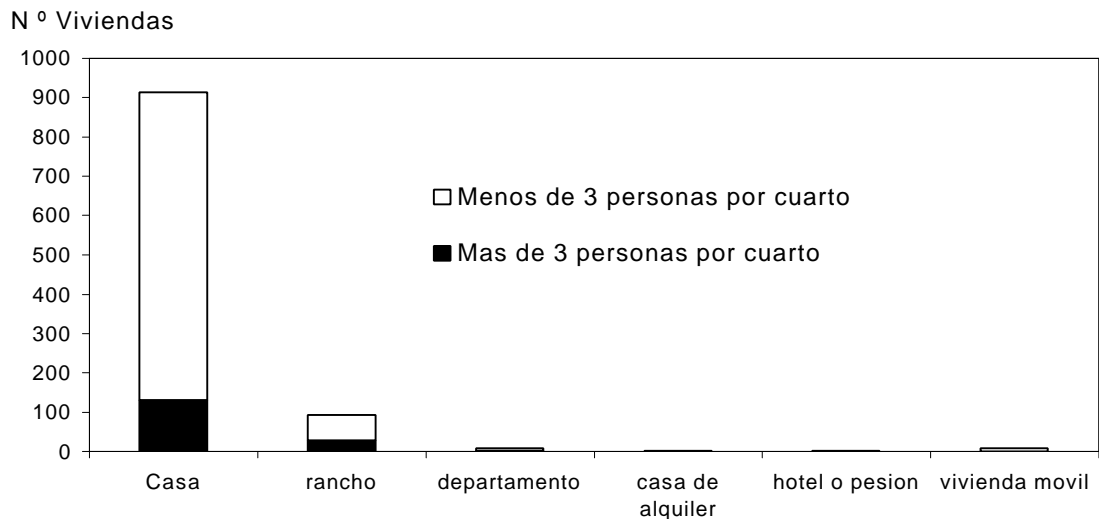 N º Viviendas
1000
900
800
700
600
500
400
300
200
100
0
Menos de 3 personas por cuarto
Mas de 3 personas por cuarto
Casa
rancho
departamento
casa de
alquiler
hotel o pesion
vivienda movil